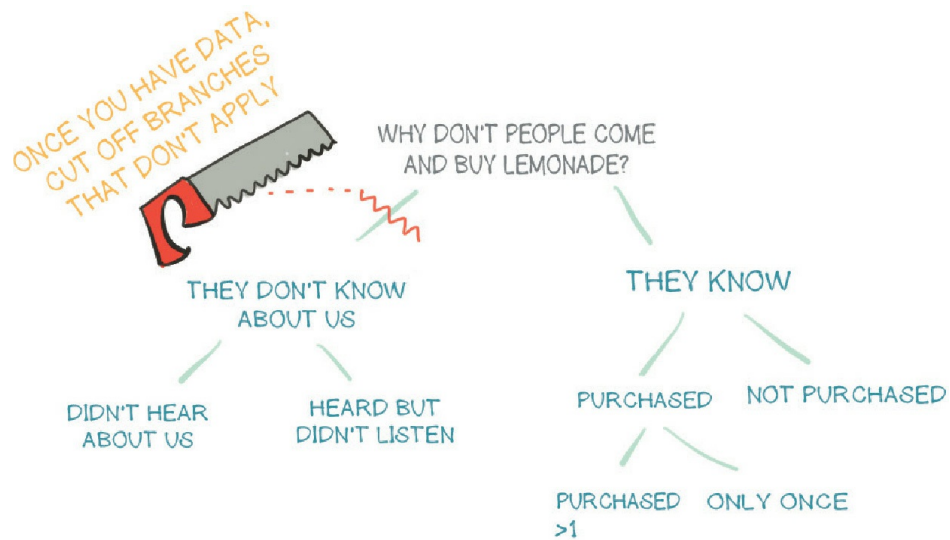 ONCE YOU HAVE DATA,
CUT OFF BRANCHES
THAT DON'T APPLY
WHY DON'T PEOPLE COME
AND BUY LEMONADE?
THEY DON'T KNOW
ABOUT US
THEY KNOW
DIDN'T HEAR
ABOUT US
HEARD BUT
DIDN'T LISTEN
PURCHASED
NOT PURCHASED
PURCHASED
>1
ONLY ONCE